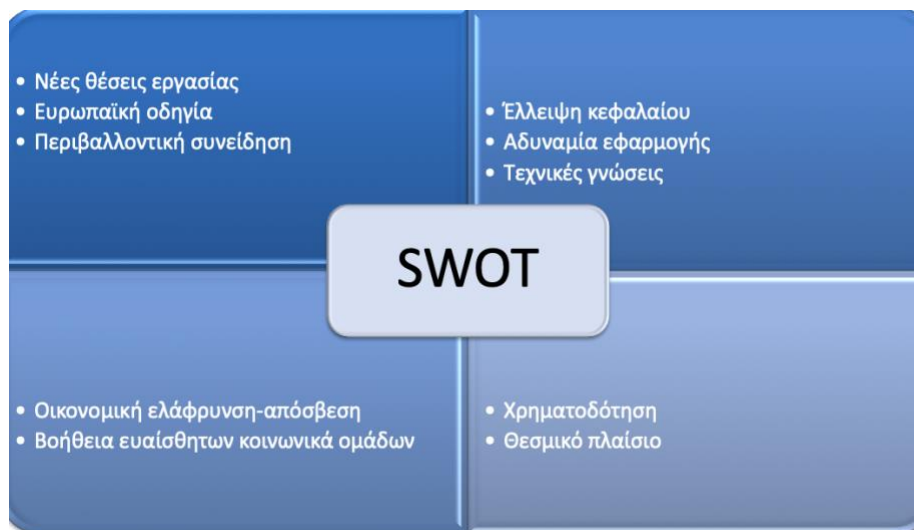 • Νέες θέσεις εργασίας
• Ευρωπαϊκή οδηγία
• Περιβαλλοντική συνείδηση
• Έλλειψη κεφαλαίου
• Αδυναμία εφαρμογής
• Τεχνικές γνώσεις
SWOT
• Οικονομική ελάφρυνση-απόσβεση
• Βοήθεια ευαίσθητων κοινωνικά ομάδων
• Χρηματοδότηση
• Θεσμικό πλαίσιο